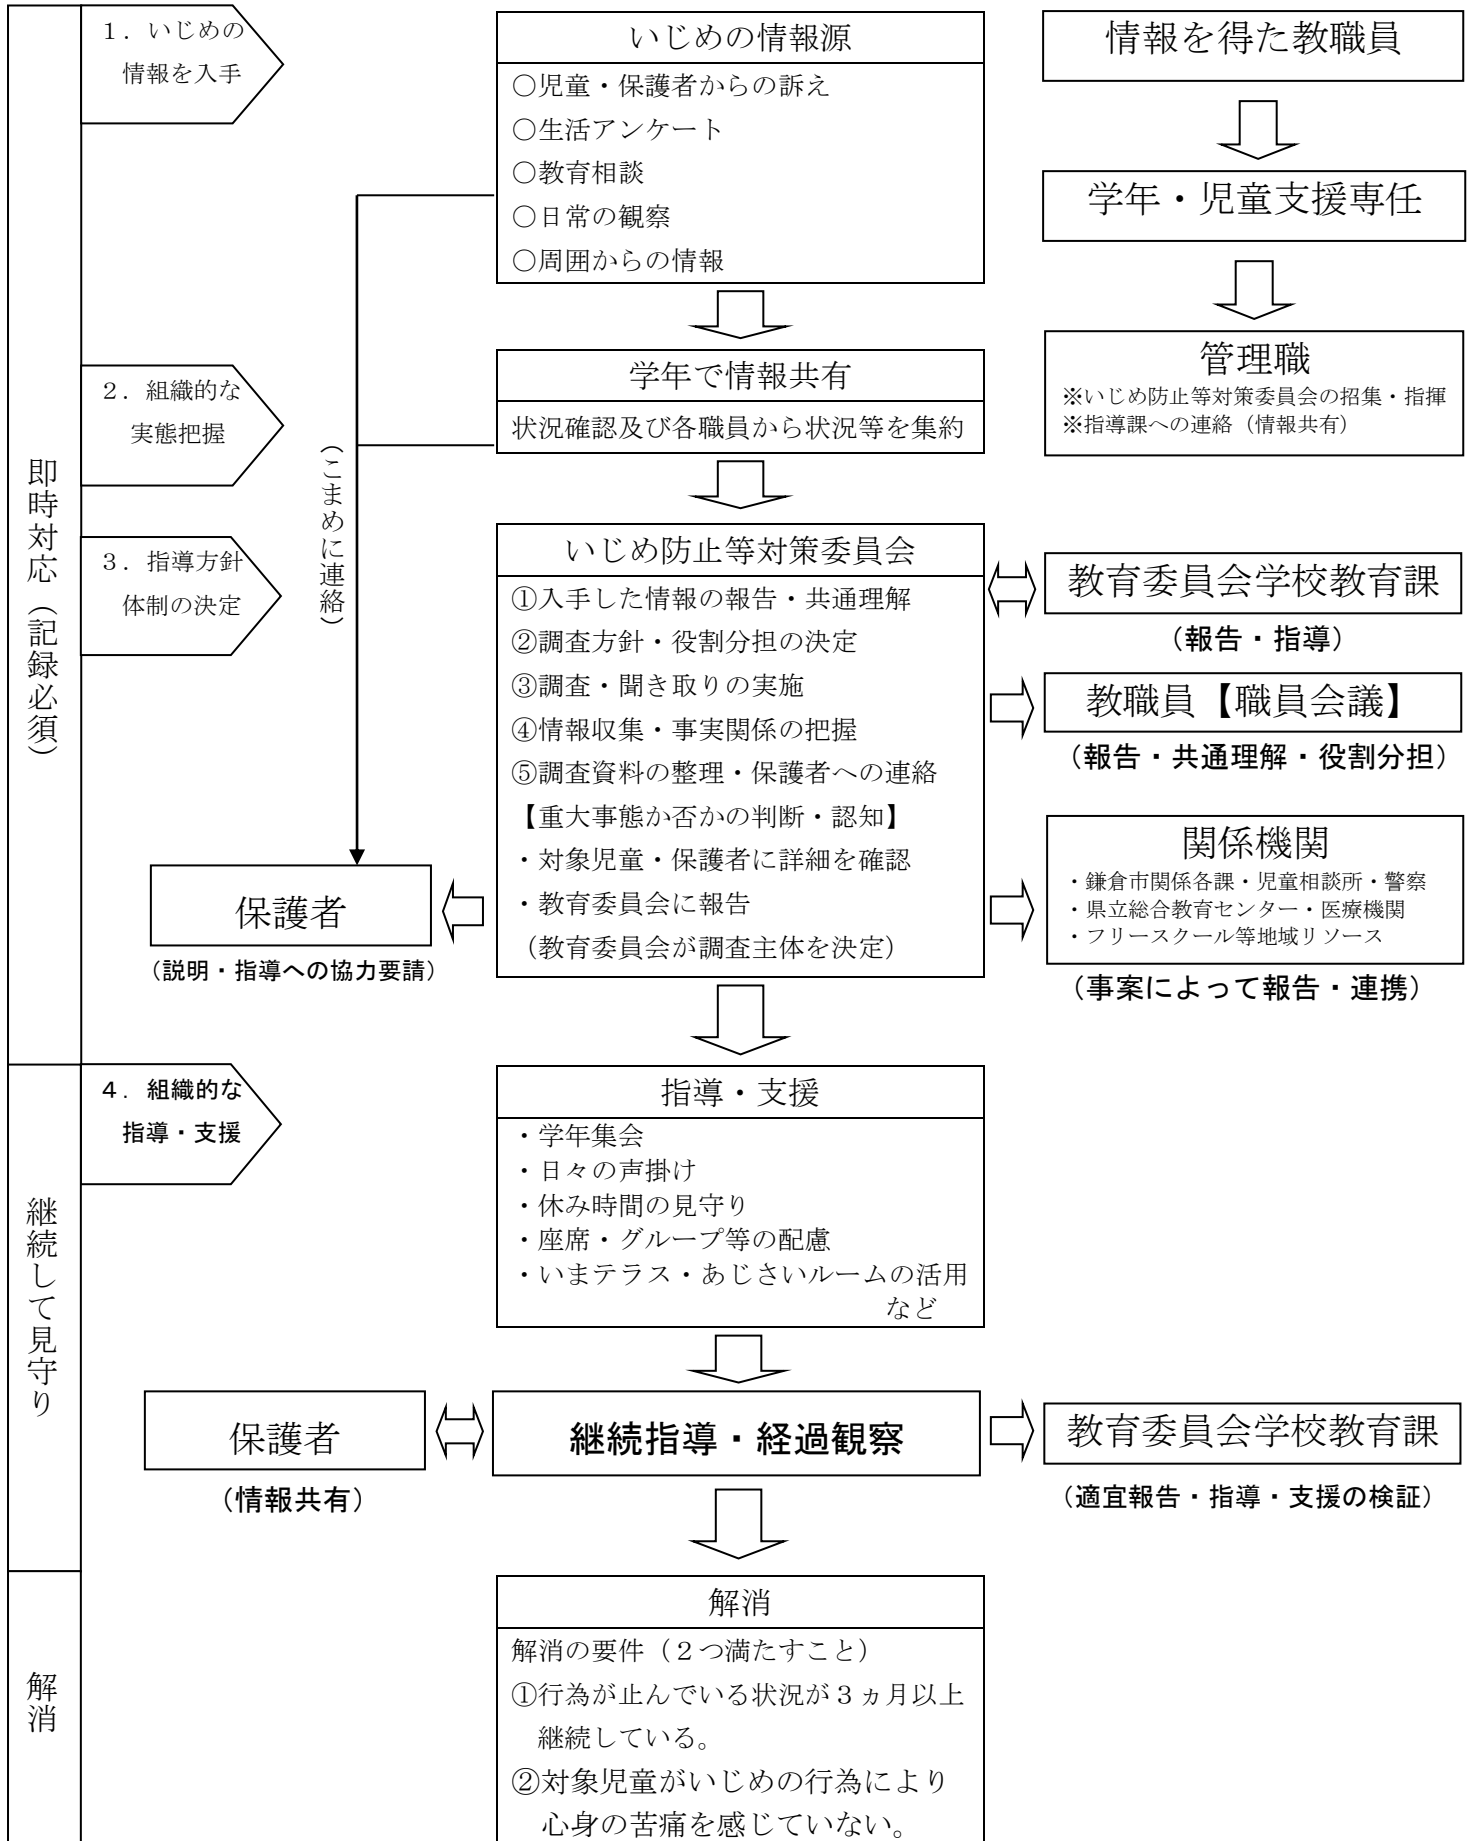 即時対応（記録必須）
１．いじめの
情報を入手
いじめの情報源
○児童・保護者からの訴え
○生活アンケート
○教育相談
○日常の観察
○周囲からの情報
情報を得た教職員
学年・児童支援専任
管理職
※いじめ防止等対策委員会の招集・指揮
※指導課への連絡（情報共有）
２．組織的な
実態把握
学年で情報共有
状況確認及び各職員から状況等を集約
（こまめに連絡）
３．指導方針
体制の決定
いじめ防止等対策委員会
①入手した情報の報告・共通理解
②調査方針・役割分担の決定
③調査・聞き取りの実施
④情報収集・事実関係の把握
⑤調査資料の整理・保護者への連絡
【重大事態か否かの判断・認知】
・対象児童・保護者に詳細を確認
・教育委員会に報告
（教育委員会が調査主体を決定）
教育委員会学校教育課
（報告・指導）
教職員【職員会議】
（報告・共通理解・役割分担）
関係機関
・鎌倉市関係各課・児童相談所・警察
・県立総合教育センター・医療機関
・フリースクール等地域リソース
（事案によって報告・連携）
保護者
（説明・指導への協力要請）
継続して見守り
４．組織的な
指導・支援
指導・支援
・学年集会
・日々の声掛け
・休み時間の見守り
・座席・グループ等の配慮
・いまテラス・あじさいルームの活用
など
保護者
（情報共有）
継続指導・経過観察
教育委員会学校教育課
（適宜報告・指導・支援の検証）
解消
解消
解消の要件（２つ満たすこと）
①行為が止んでいる状況が３ヵ月以上
継続している。
②対象児童がいじめの行為により
心身の苦痛を感じていない。